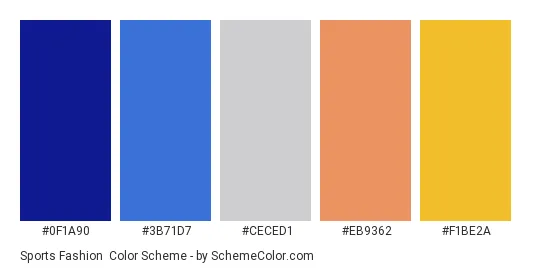 #0F1A90 #3B71D7 #CECED1 #EB9362 #F1BE2A
Sports Fashion Color Scheme - by SchemeColor.com